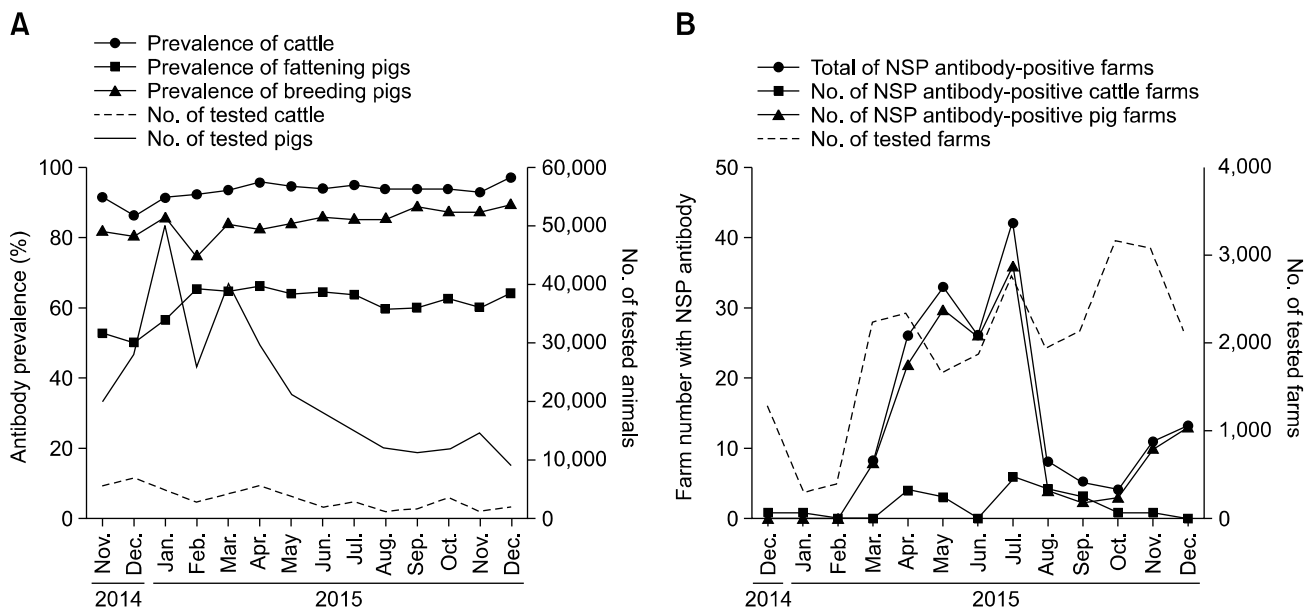 A
Prevalence of cattle
Prevalence of fattening pigs
Prevalence of breeding pigs
No. of tested cattle
No. of tested pigs
100
80
60
40
20
0
Antibody prevalence (%)
60,000
50,000
40,000
30,000
20,000
10,000
0
No. of tested
animals
Nov.
Dec.
Jan.
Feb.
Mar.
Apr.
May
Jun.
Jul.
Aug.
Sep.
Oct.
Nov.
Dec.
2014
2015
B
Total of NSP antibody-positive farms
No. of NSP antibody-positive cattle farms
No. of NSP antibody-positive pig farms
No. of tested farms
50
40
30
20
10
0
Farm number with NSP antibody
4,000
3,000
2,000
1,000
0
No. of tested
farms
Dec.
Jan.
Feb.
Mar.
Apr.
May
Jun.
Jul.
Aug.
Sep.
Oct.
Nov.
Dec.
2014
2015